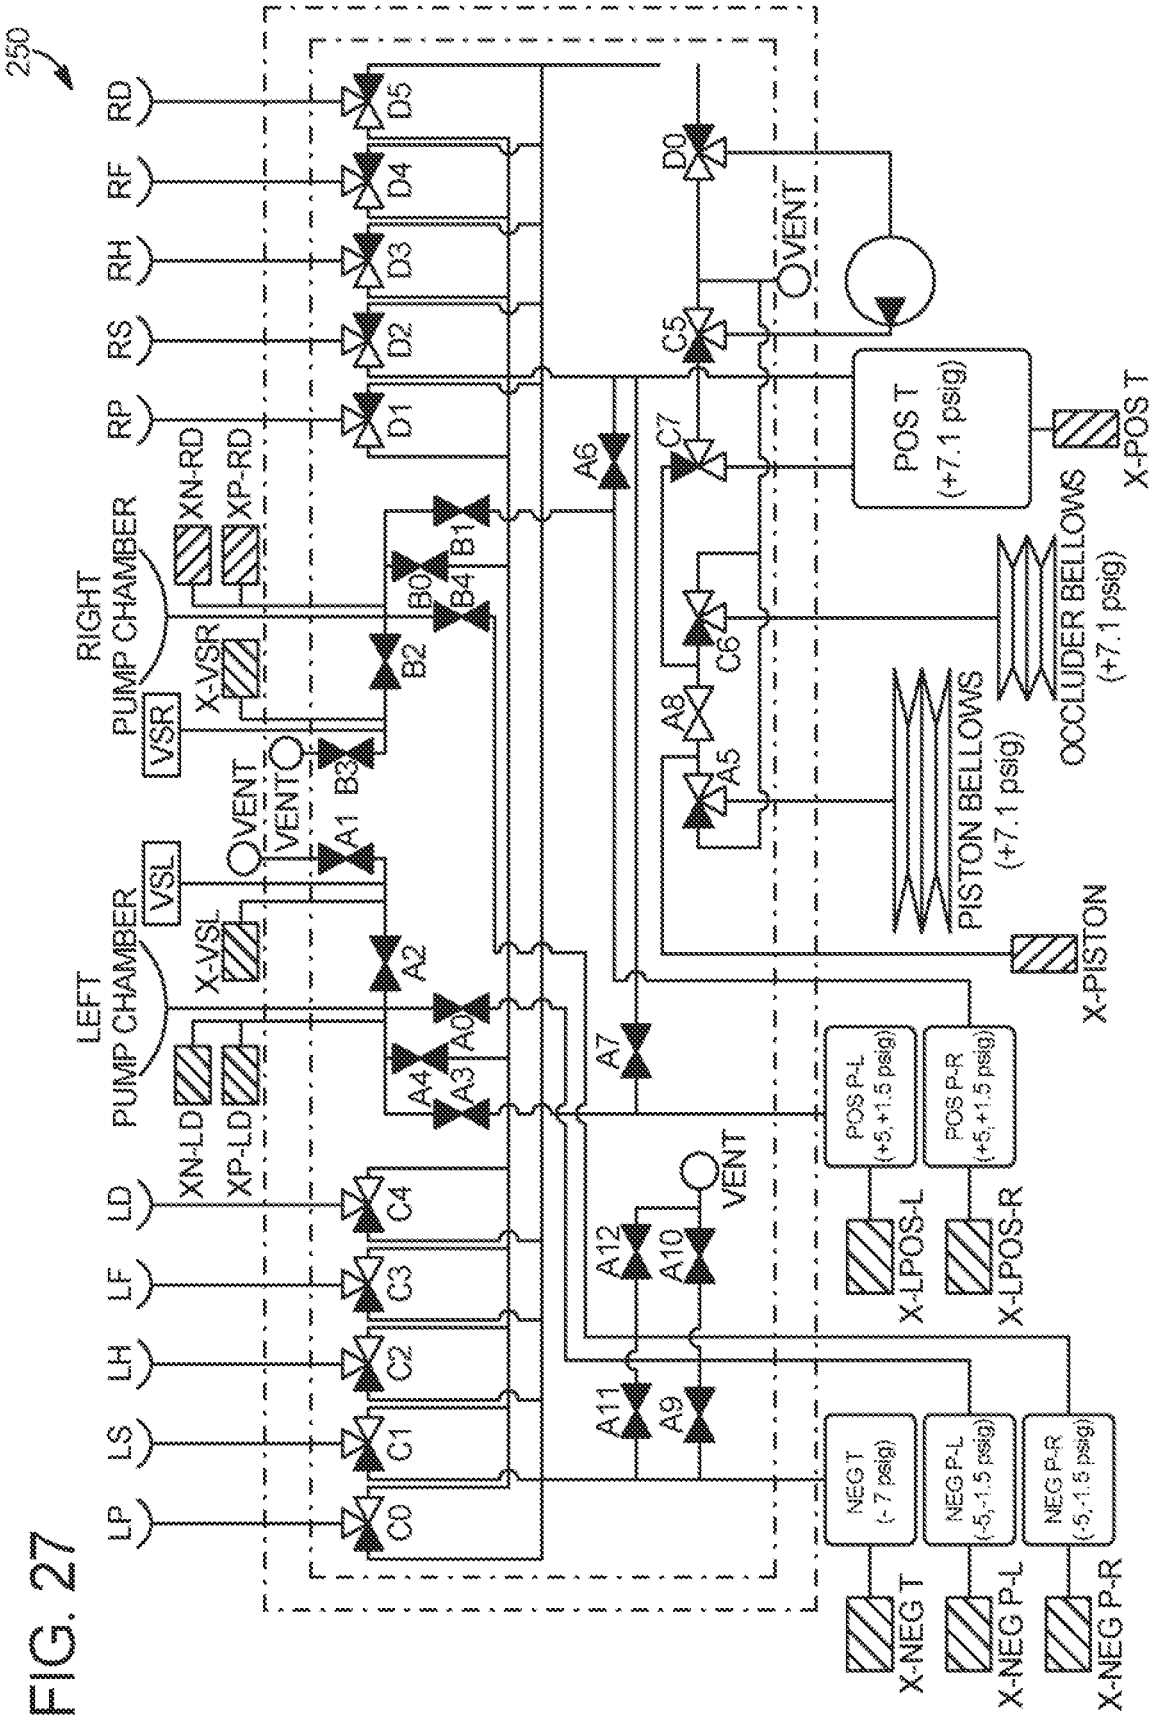 FIG. 27
250
LP
LS
LH
LF
LD
LEFT
PUMP CHAMBER
XN-LD
XP-LD
X-VSL
VSL
VENT
VENT
VSR
X-VSR
RIGHT
PUMP CHAMBER
XN-RD
XP-RD
RP
RS
RH
RF
RD
C0
C1
C2
C3
C4
A4
A3
A0
A2
A1
B3
B2
B0
B4
B1
D1
D2
D3
D4
D5
A11
A9
A12
A10
VENT
A7
A5
A8
C6
A6
C7
C5
D0
VENT
NEG T
(- 7 psig)
NEG P-L
(-5,-1.5 psig)
NEG P-R
(-5,-1.5 psig)
X-NEG T
X-NEG P-L
X-NEG P-R
POS P-L
(+5,+1.5 psig)
POS P-R
(+5,+1.5 psig)
X-LPOS-L
X-LPOS-R
X-PISTON
PISTON BELLOWS
(+7.1 psig)
OCCLUDER BELLOWS
(+7.1 psig)
POS T
(+7.1 psig)
X-POS T